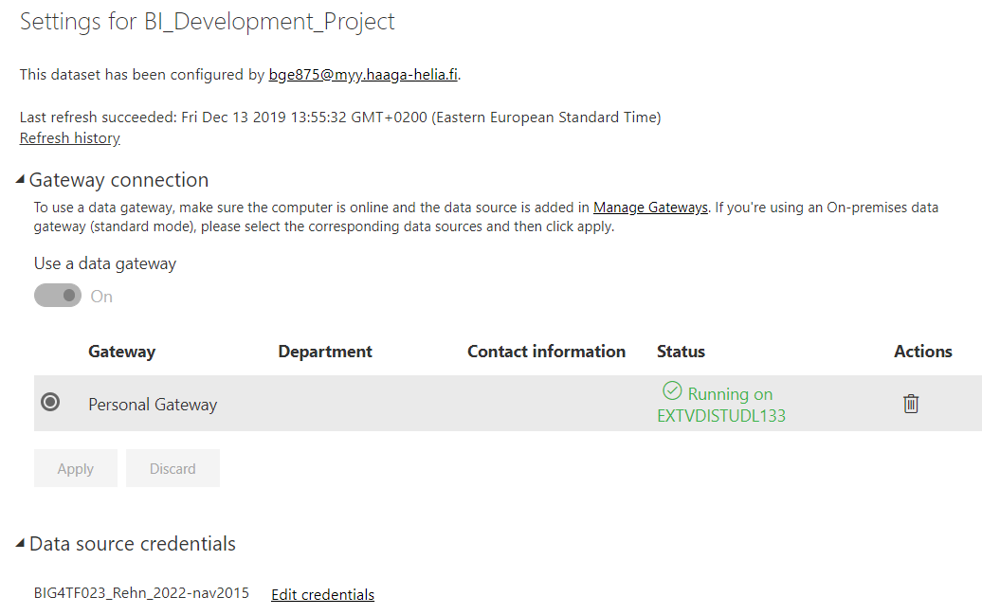 Settings for BI_Development_Project
This dataset has been configured by bge875@myy.haaga-helia.fi.
Last refresh succeeded: Fri Dec 13 2019 13:55:32 GMT+0200 (Eastern European Standard Time)
Refresh history
Gateway connection
To use a data gateway, make sure the computer is online and the data source is added in Manage Gateways. If you're using an On-premises data
gateway (standard mode), please select the corresponding data sources and then click apply.
Use a data gateway
On
Gateway Department Contact information Status Actions
Personal Gateway Running on
EXTVDISTUDL133
Apply Discard
Data source credentials
BIG4TF023_Rehn_2022-nav2015 Edit credentials